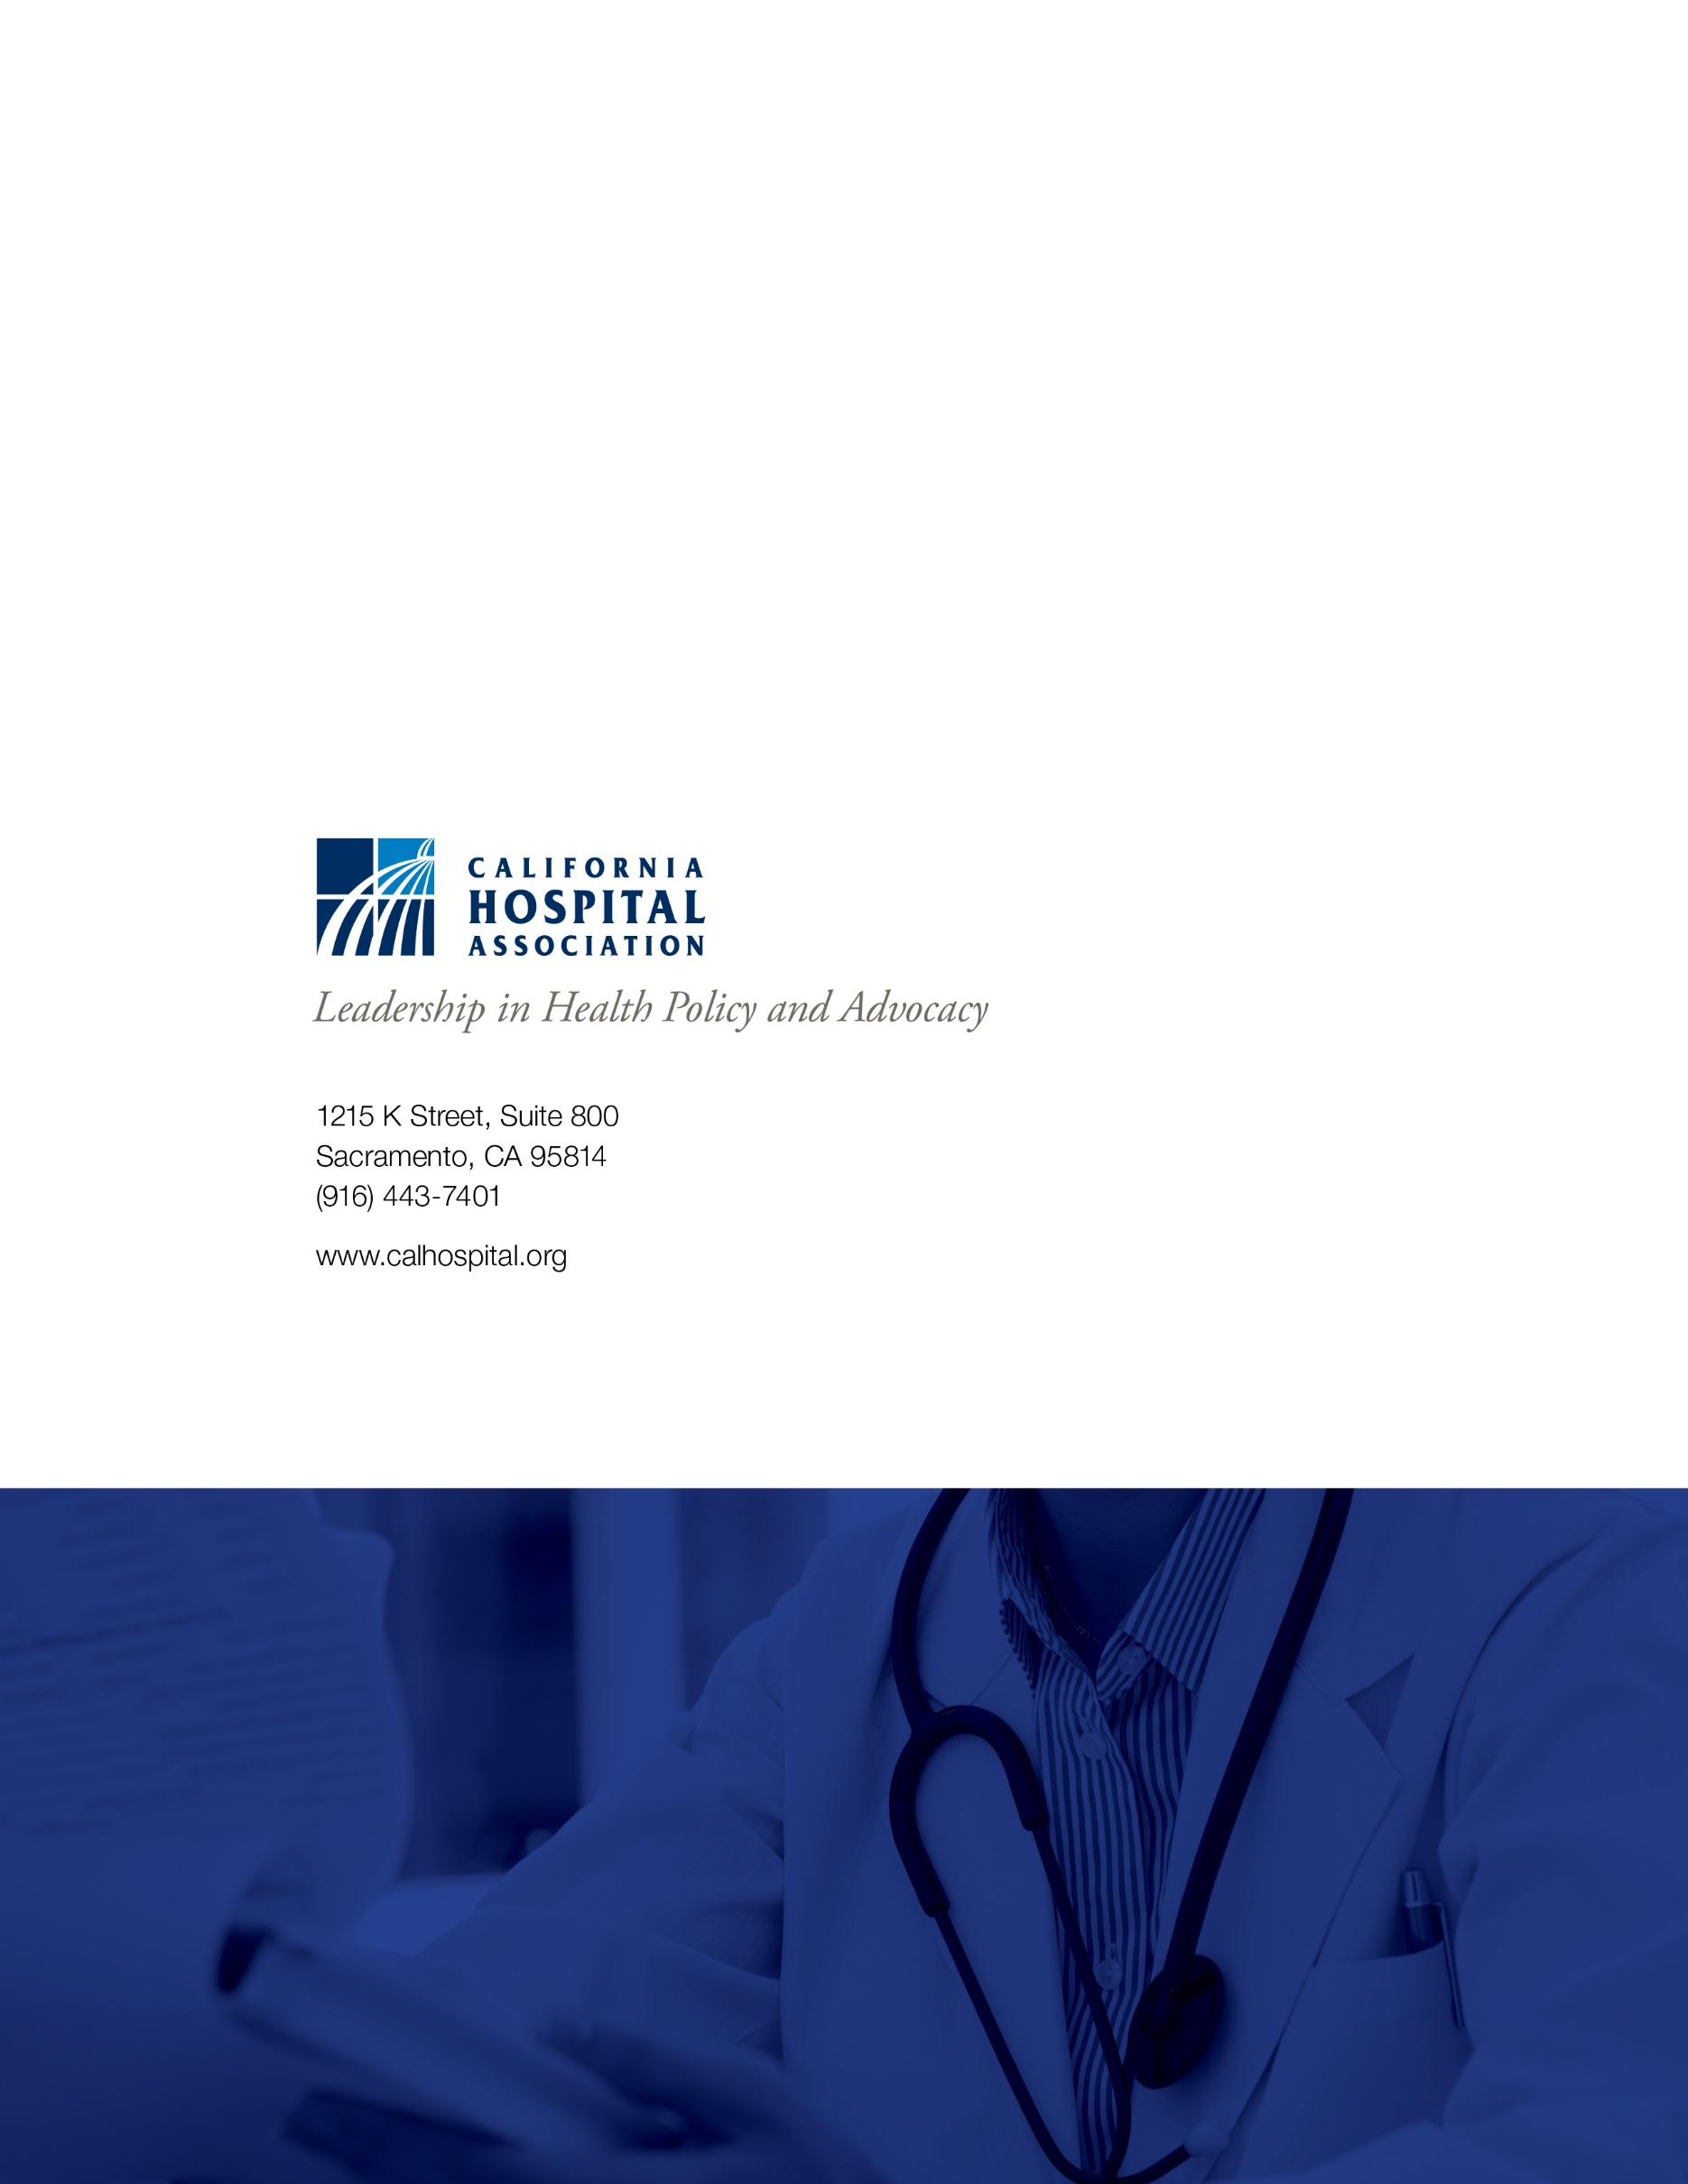 CALIFORNIA
HOSPITAL
ASSOCIATION
Leadership in Health Policy and Advocacy
1215 K Street, Suite 800
Sacramento, CA 95814
(916) 443-7401
www.calhospital.org